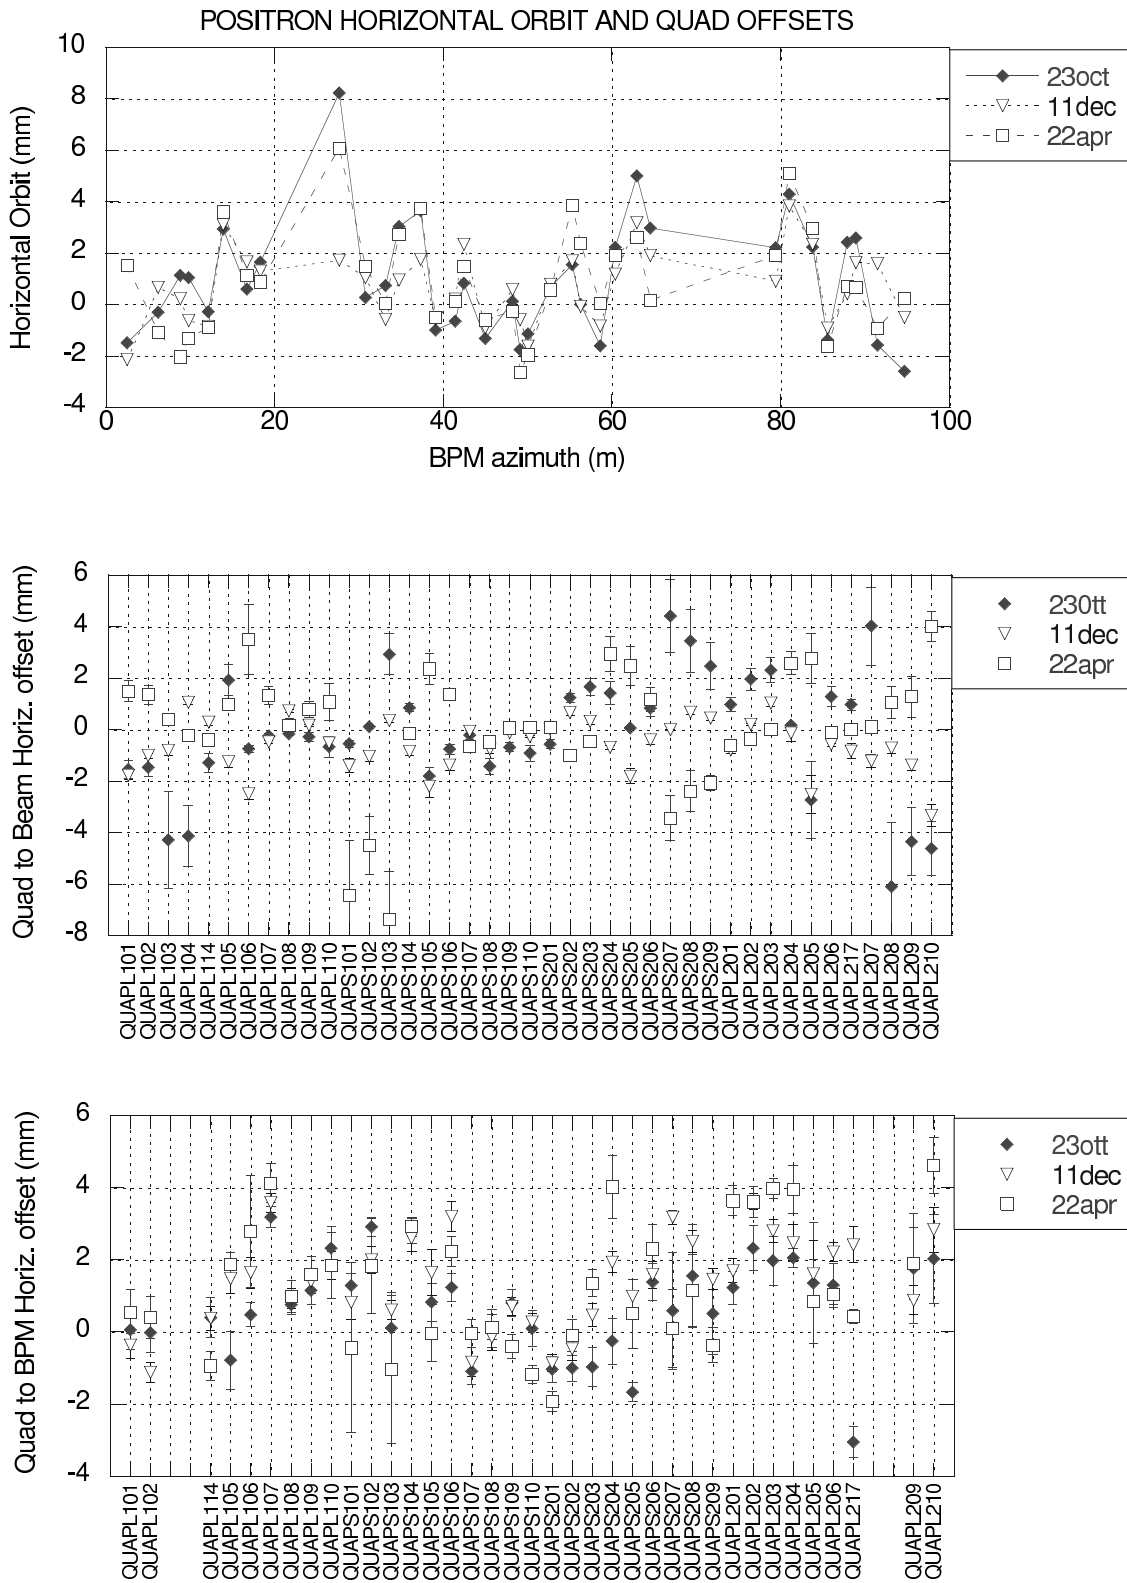 POSITRON HORIZONTAL ORBIT AND QUAD OFFSETS
Horizontal Orbit (mm)
10
8
6
4
2
0
-2
-4
0 20 40 60 80 100
BPM azimuth (m)
23oct
11dec
22apr
Quad to Beam Horiz. offset (mm)
6
4
2
0
-2
-4
-6
-8
230tt
11dec
22apr
QUAPL101
QUAPL102
QUAPL103
QUAPL104
QUAPL114
QUAPL105
QUAPL106
QUAPL107
QUAPL108
QUAPL109
QUAPL110
QUAPS101
QUAPS102
QUAPS103
QUAPS104
QUAPS105
QUAPS106
QUAPS107
QUAPS108
QUAPS109
QUAPS110
QUAPS201
QUAPS202
QUAPS203
QUAPS204
QUAPS205
QUAPS206
QUAPS207
QUAPS208
QUAPS209
QUAPL201
QUAPL202
QUAPL203
QUAPL204
QUAPL205
QUAPL206
QUAPL217
QUAPL207
QUAPL208
QUAPL209
QUAPL210
Quad to BPM Horiz. offset (mm)
6
4
2
0
-2
-4
23ott
11dec
22apr
QUAPL101
QUAPL102
QUAPL114
QUAPL105
QUAPL106
QUAPL107
QUAPL108
QUAPL109
QUAPL110
QUAPS101
QUAPS102
QUAPS103
QUAPS104
QUAPS105
QUAPS106
QUAPS107
QUAPS108
QUAPS109
QUAPS110
QUAPS201
QUAPS202
QUAPS203
QUAPS204
QUAPS205
QUAPS206
QUAPS207
QUAPS208
QUAPS209
QUAPL201
QUAPL202
QUAPL203
QUAPL204
QUAPL205
QUAPL206
QUAPL217
QUAPL209
QUAPL210